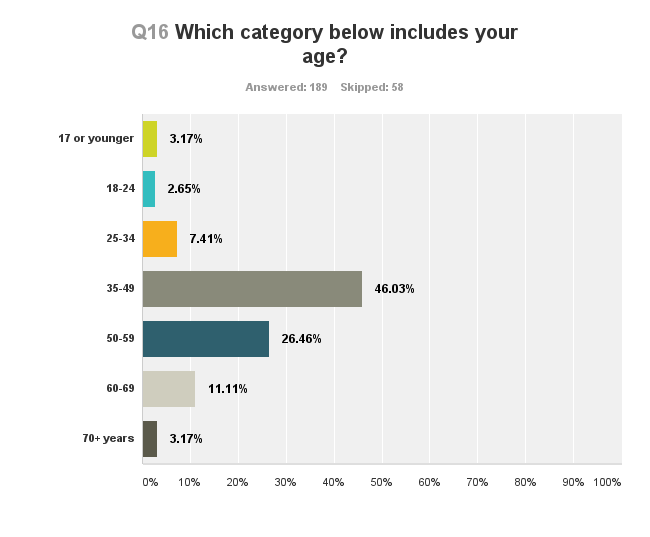 Q16 Which category below includes your
age?
Answered: 189 Skipped: 58
17 or younger 3.17%
18-24 2.65%
25-34 7.41%
35-49 46.03%
50-59 26.46%
60-69 11.11%
70+ years 3.17%
0% 10% 20% 30% 40% 50% 60% 70% 80% 90% 100%